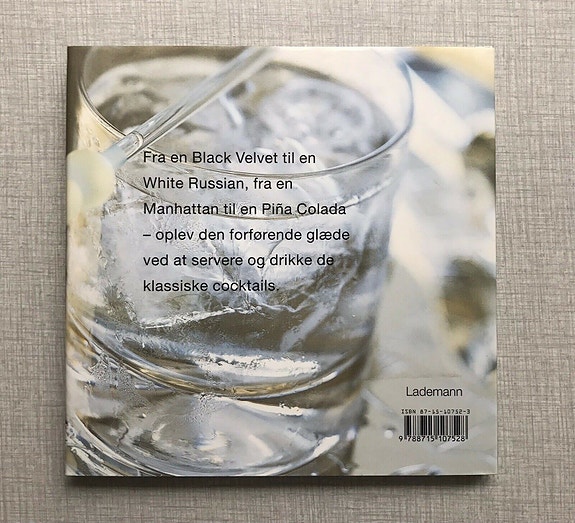 Fra en Black Velvet til en
White Russian, fra en
Manhattan til en Piña Colada
– oplev den forførende glæde
ved at servere og drikke de
klassiske cocktails.
Lademann
ISBN 87-15-10752-3
9 788715 107528